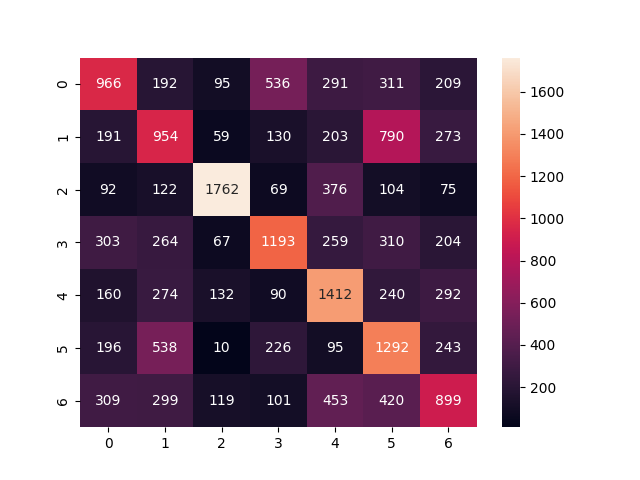 0 966 192 95 536 291 311 209
1 191 954 59 130 203 790 273
2 92 122 1762 69 376 104 75
3 303 264 67 1193 259 310 204
4 160 274 132 90 1412 240 292
5 196 538 10 226 95 1292 243
6 309 299 119 101 453 420 899
0 1 2 3 4 5 6
1600
1400
1200
1000
800
600
400
200